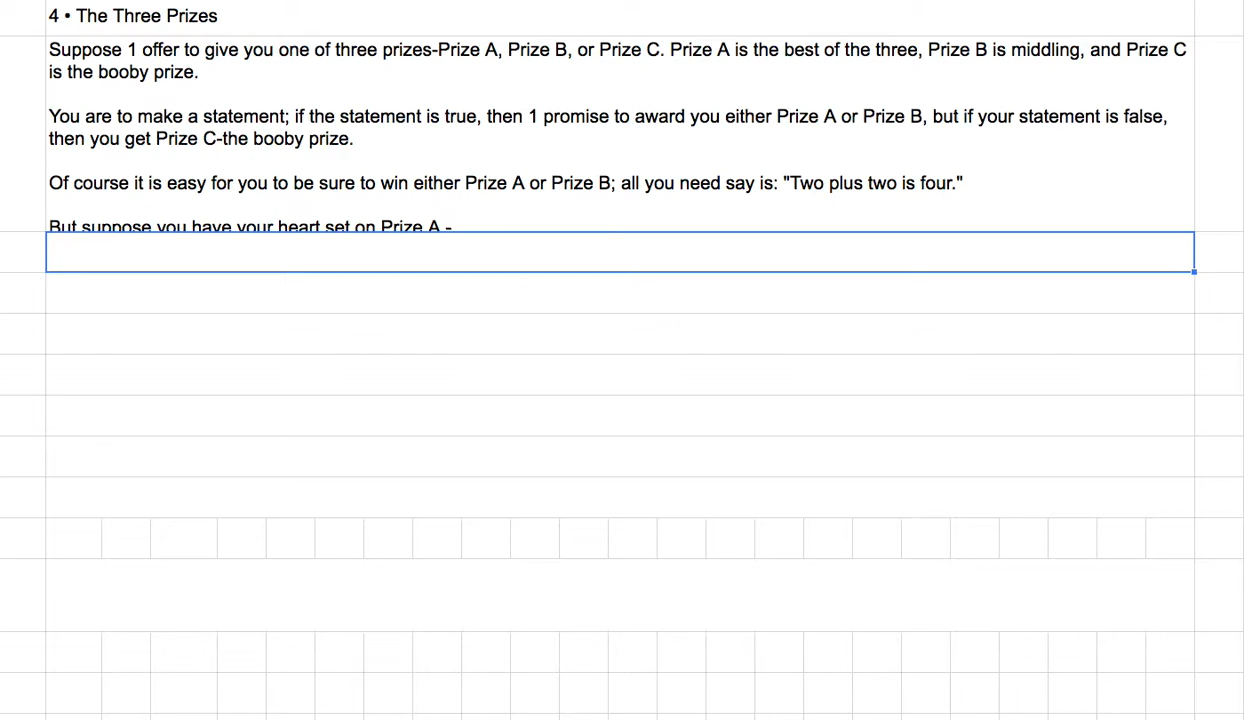 4 • The Three Prizes
Suppose 1 offer to give you one of three prizes-Prize A, Prize B, or Prize C. Prize A is the best of the three, Prize B is middling, and Prize C
is the booby prize.
You are to make a statement; if the statement is true, then 1 promise to award you either Prize A or Prize B, but if your statement is false,
then you get Prize C-the booby prize.
Of course it is easy for you to be sure to win either Prize A or Prize B; all you need say is: "Two plus two is four."
But suppose you have your heart set on Prize A -